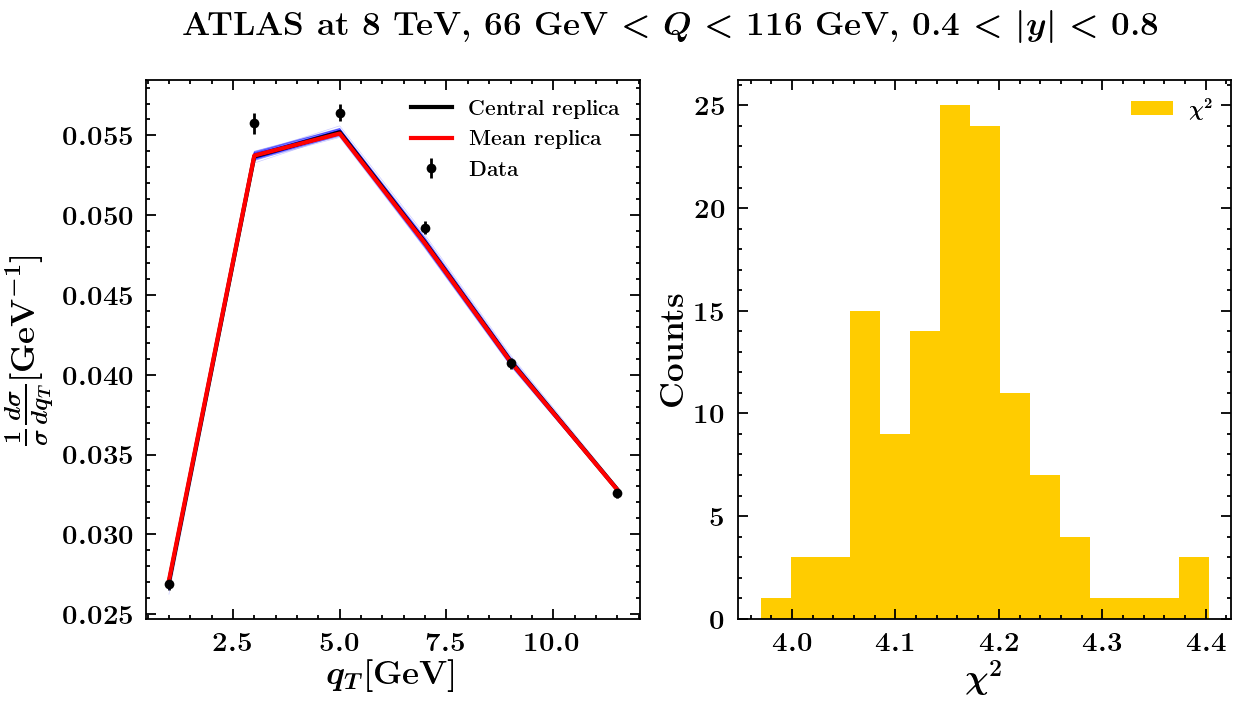 ATLAS at 8 TeV, 66 GeV < Q < 116 GeV, 0.4 < |y| < 0.8
1/σ dσ/dq_T [GeV⁻¹]
0.055
0.050
0.045
0.040
0.035
0.030
0.025
Central replica
Mean replica
Data
2.5 5.0 7.5 10.0
q_T[GeV]
Counts
25
20
15
10
5
0
χ²
4.0 4.1 4.2 4.3 4.4
χ²